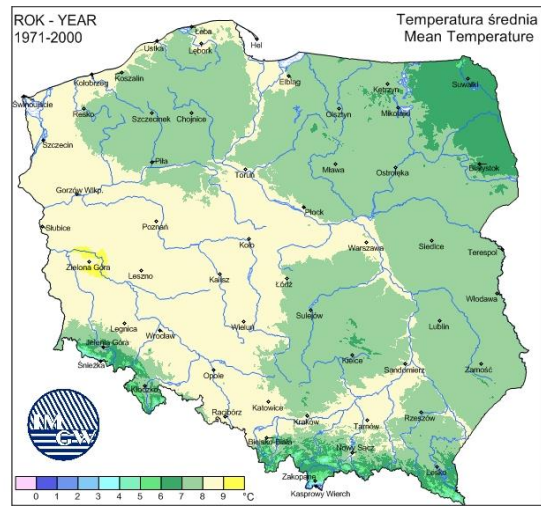 ROK - YEAR
1971-2000
Temperatura średnia
Mean Temperature
Łeba
Hel
Ustka
Lębork
Koszalin
Kołobrzeg
Elbląg
Kętrzyn
Suwałki
Świnoujście
Resko
Szczecinek
Chojnice
Olsztyn
Mikołajki
Szczecin
Piła
Toruń
Mława
Ostrołęka
Białystok
Gorzów Wlkp.
Płock
Słubice
Poznań
Koło
Warszawa
Siedlce
Terespol
Zielona Góra
Leszno
Kalisz
Łódź
Włodawa
Legnica
Wrocław
Wieluń
Sulejów
Lublin
Jelenia Góra
Śnieżka
Kielce
Sandomierz
Zamość
Kłodzko
Opole
Racibórz
Katowice
Kraków
Tarnów
Rzeszów
Bielsko-Biała
Nowy Sącz
Lesko
Zakopane
Kasprowy Wierch
IMGW
0 1 2 3 4 5 6 7 8 9 °C